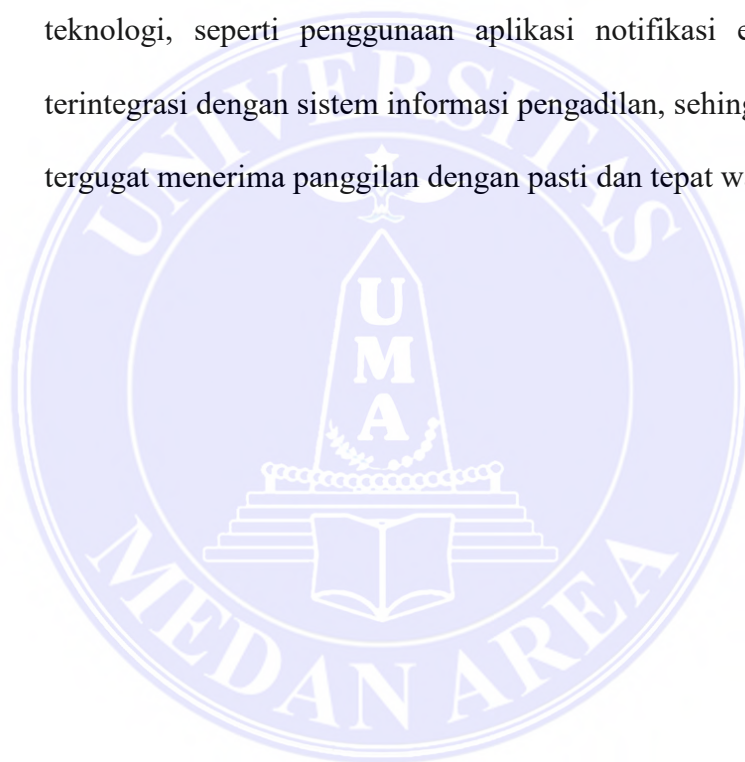 teknologi, seperti penggunaan aplikasi notifikasi
terintegrasi dengan sistem informasi pengadilan,
tergugat menerima panggilan dengan pasti dan tepat
UNIVERSITAS
UMA
MEDAN AREA